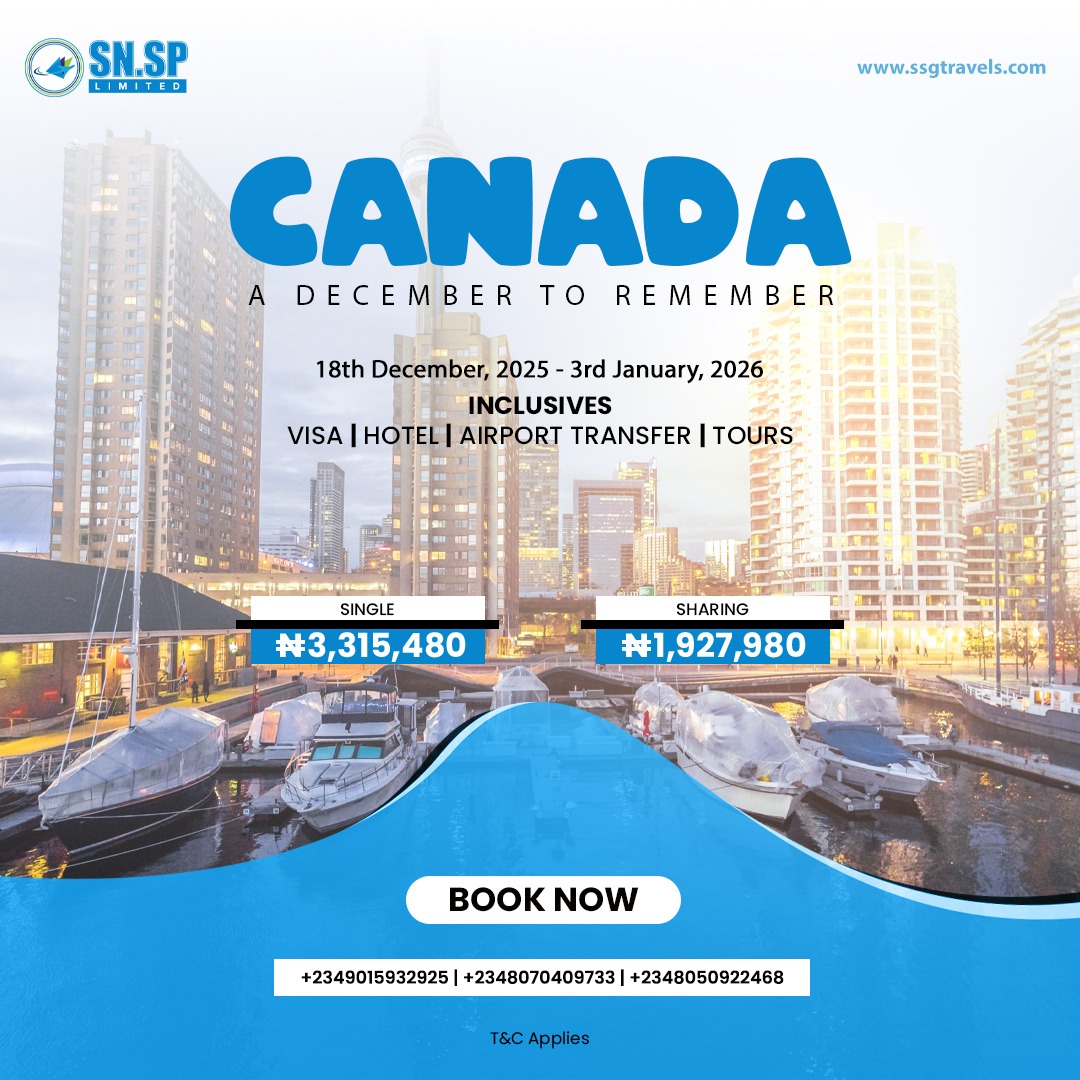 SN.SP
LIMITED
www.ssgtravels.com
CANADA
A DECEMBER TO REMEMBER
18th December, 2025 - 3rd January, 2026
INCLUSIVES
VISA | HOTEL | AIRPORT TRANSFER | TOURS
SINGLE
₦3,315,480
SHARING
₦1,927,980
BOOK NOW
+2349015932925 | +2348070409733 | +2348050922468
T&C Applies